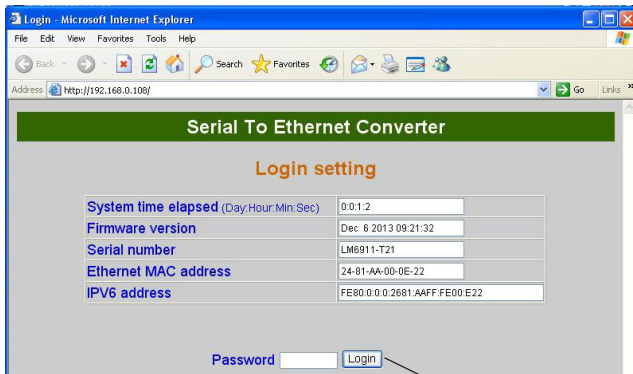 Login - Microsoft Internet Explorer
File Edit View Favorites Tools Help
Back Search Favorites
Address http://192.168.0.108/ Go Links »
Serial To Ethernet Converter
Login setting
System time elapsed (Day:Hour:Min:Sec) 0:0:1:2
Firmware version Dec 6 2013 09:21:32
Serial number LM6911-T21
Ethernet MAC address 24-81-AA-00-0E-22
IPV6 address FE80:0:0:0:2681:AAFF:FE00:E22
Password Login